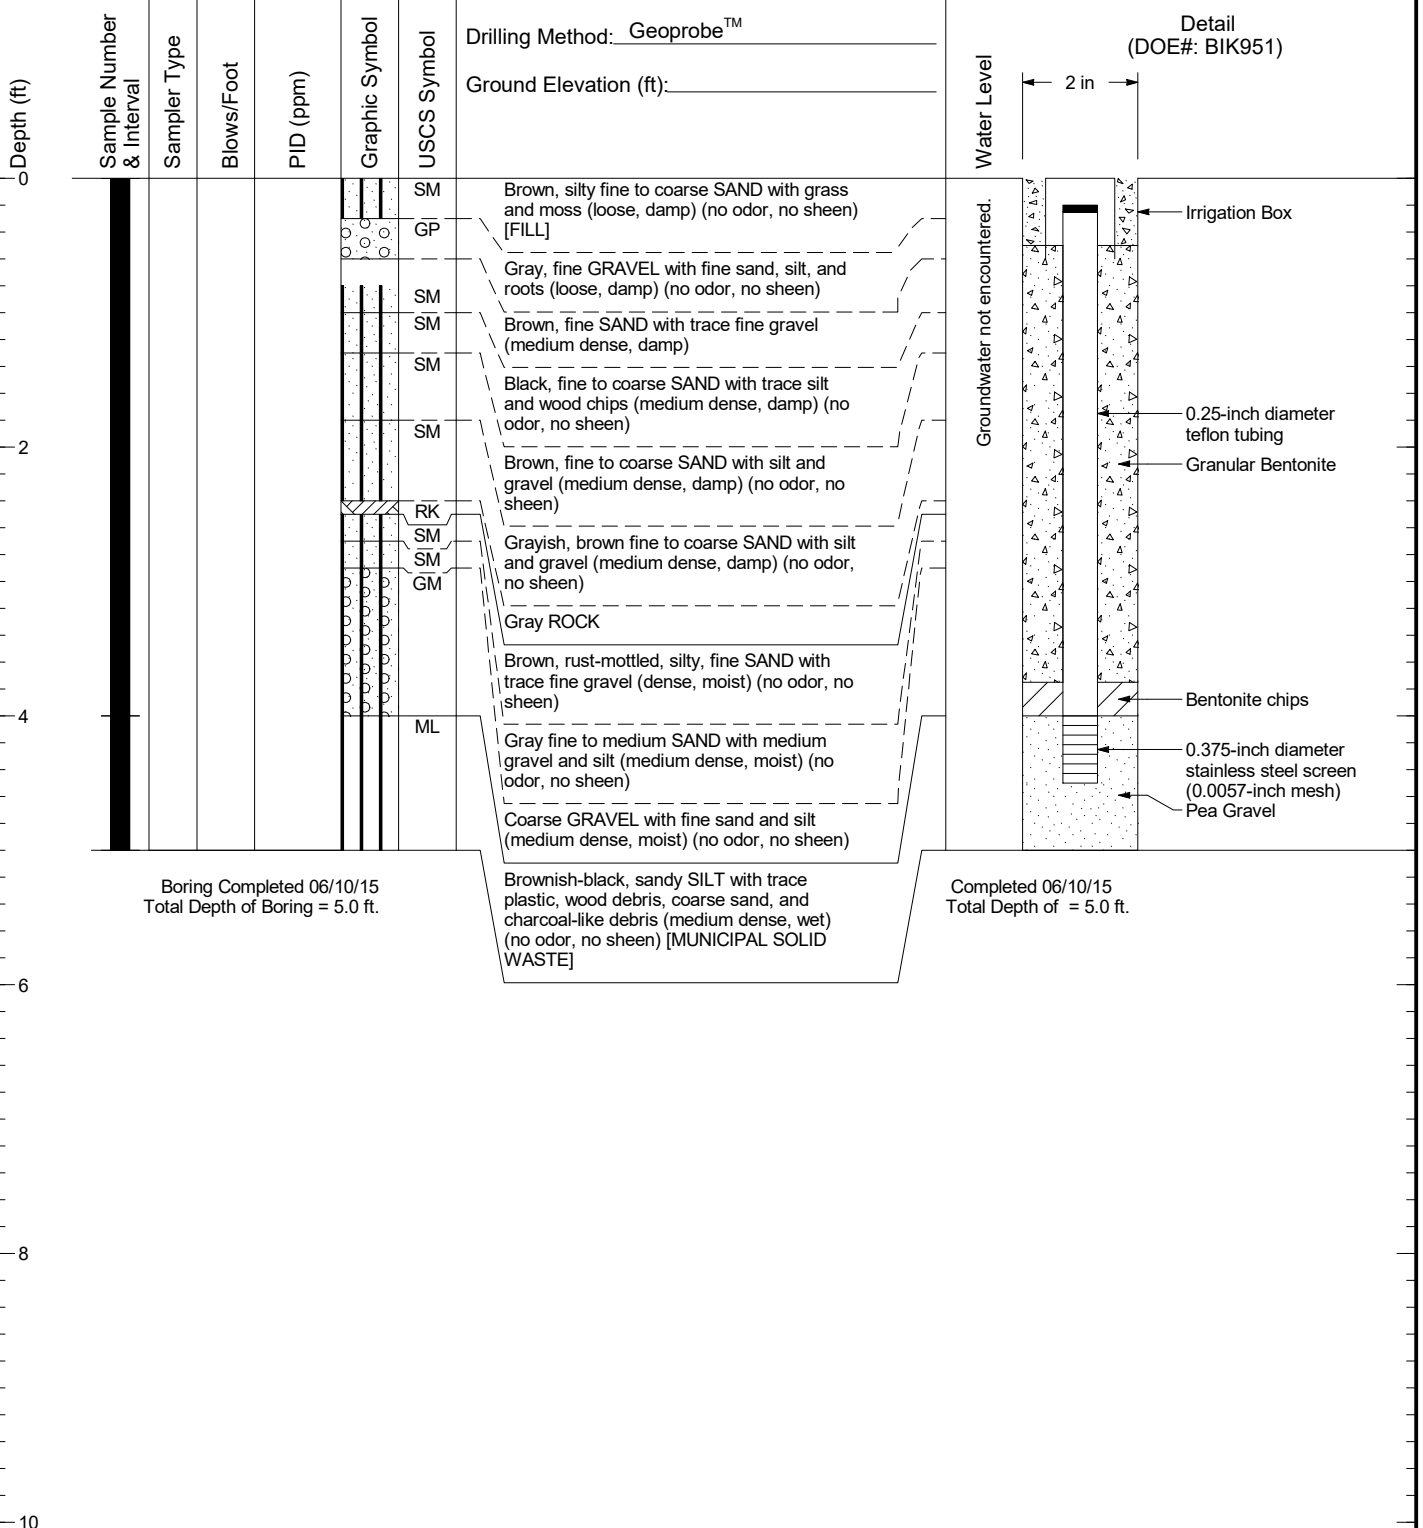 Depth (ft)
Sample Number
& Interval
Sampler Type
Blows/Foot
PID (ppm)
Graphic Symbol
USCS Symbol
Drilling Method: Geoprobe™
Ground Elevation (ft):
Water Level
Detail
(DOE#: BIK951)
2 in
0
2
4
6
8
10
SM
GP
SM
SM
SM
SM
RK
SM
SM
GM
ML
Brown, silty fine to coarse SAND with grass
and moss (loose, damp) (no odor, no sheen)
[FILL]
Gray, fine GRAVEL with fine sand, silt, and
roots (loose, damp) (no odor, no sheen)
Brown, fine SAND with trace fine gravel
(medium dense, damp)
Black, fine to coarse SAND with trace silt
and wood chips (medium dense, damp) (no
odor, no sheen)
Brown, fine to coarse SAND with silt and
gravel (medium dense, damp) (no odor, no
sheen)
Grayish, brown fine to coarse SAND with silt
and gravel (medium dense, damp) (no odor,
no sheen)
Gray ROCK
Brown, rust-mottled, silty, fine SAND with
trace fine gravel (dense, moist) (no odor, no
sheen)
Gray fine to medium SAND with medium
gravel and silt (medium dense, moist) (no
odor, no sheen)
Coarse GRAVEL with fine sand and silt
(medium dense, moist) (no odor, no sheen)
Brownish-black, sandy SILT with trace
plastic, wood debris, coarse sand, and
charcoal-like debris (medium dense, wet)
(no odor, no sheen) [MUNICIPAL SOLID
WASTE]
Groundwater not encountered.
Irrigation Box
0.25-inch diameter
teflon tubing
Granular Bentonite
Bentonite chips
0.375-inch diameter
stainless steel screen
(0.0057-inch mesh)
Pea Gravel
Boring Completed 06/10/15
Total Depth of Boring = 5.0 ft.
Completed 06/10/15
Total Depth of = 5.0 ft.